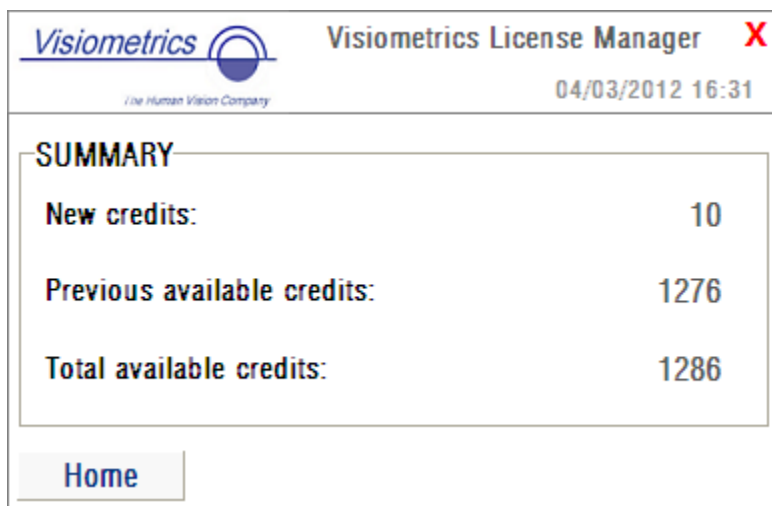 Visiometrics
The Human Vision Company
Visiometrics License Manager X
04/03/2012 16:31
SUMMARY
New credits: 10
Previous available credits: 1276
Total available credits: 1286
Home